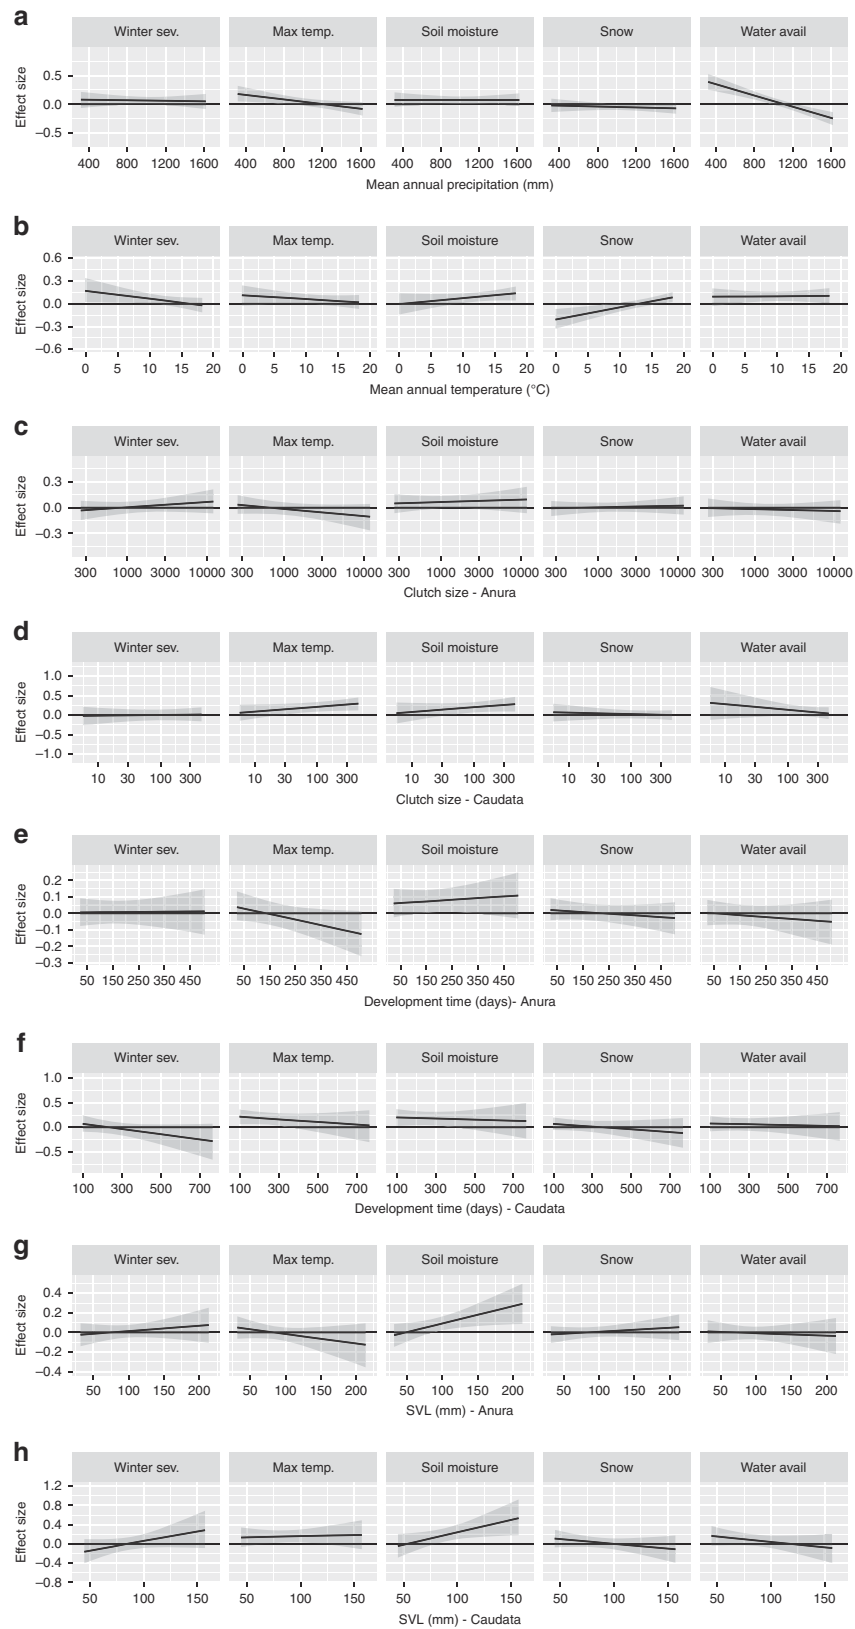 a
Winter sev. Max temp. Soil moisture Snow Water avail
Effect size
0.5
0.0
–0.5
400 800 1200 1600 400 800 1200 1600 400 800 1200 1600 400 800 1200 1600 400 800 1200 1600
Mean annual precipitation (mm)
b
Winter sev. Max temp. Soil moisture Snow Water avail
Effect size
0.6
0.3
0.0
–0.3
–0.6
0 5 10 15 20 0 5 10 15 20 0 5 10 15 20 0 5 10 15 20 0 5 10 15 20
Mean annual temperature (°C)
c
Winter sev. Max temp. Soil moisture Snow Water avail
Effect size
0.3
0.0
–0.3
300 1000 3000 10000 300 1000 3000 10000 300 1000 3000 10000 300 1000 3000 10000 300 1000 3000 10000
Clutch size - Anura
d
Winter sev. Max temp. Soil moisture Snow Water avail
Effect size
1.0
0.5
0.0
–0.5
–1.0
10 30 100 300 10 30 100 300 10 30 100 300 10 30 100 300 10 30 100 300
Clutch size - Caudata
e
Winter sev. Max temp. Soil moisture Snow Water avail
Effect size
0.2
0.1
0.0
–0.1
–0.2
–0.3
50 150 250 350 450 50 150 250 350 450 50 150 250 350 450 50 150 250 350 450 50 150 250 350 450
Development time (days)- Anura
f
Winter sev. Max temp. Soil moisture Snow Water avail
Effect size
1.0
0.5
0.0
–0.5
100 300 500 700 100 300 500 700 100 300 500 700 100 300 500 700 100 300 500 700
Development time (days) - Caudata
g
Winter sev. Max temp. Soil moisture Snow Water avail
Effect size
0.4
0.2
0.0
–0.2
–0.4
50 100 150 200 50 100 150 200 50 100 150 200 50 100 150 200 50 100 150 200
SVL (mm) - Anura
h
Winter sev. Max temp. Soil moisture Snow Water avail
Effect size
1.2
0.8
0.4
0.0
–0.4
–0.8
50 100 150 50 100 150 50 100 150 50 100 150 50 100 150
SVL (mm) - Caudata